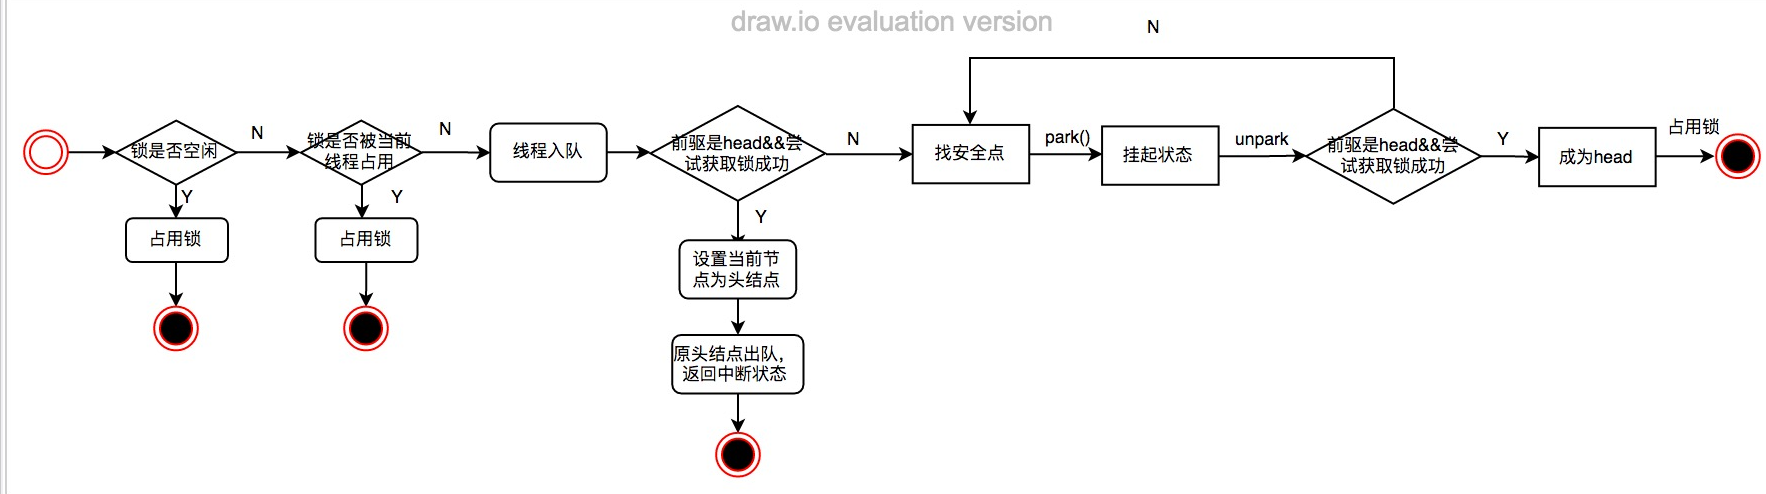 draw.io evaluation version
N
锁是否空闲
N
锁是否被当前
线程占用
N
线程入队
前驱是head&&尝
试获取锁成功
N
找安全点
park()
挂起状态
unpark
前驱是head&&尝
试获取锁成功
Y
成为head
占用锁
Y
占用锁
Y
占用锁
Y
设置当前节
点为头结点
原头结点出队，
返回中断状态